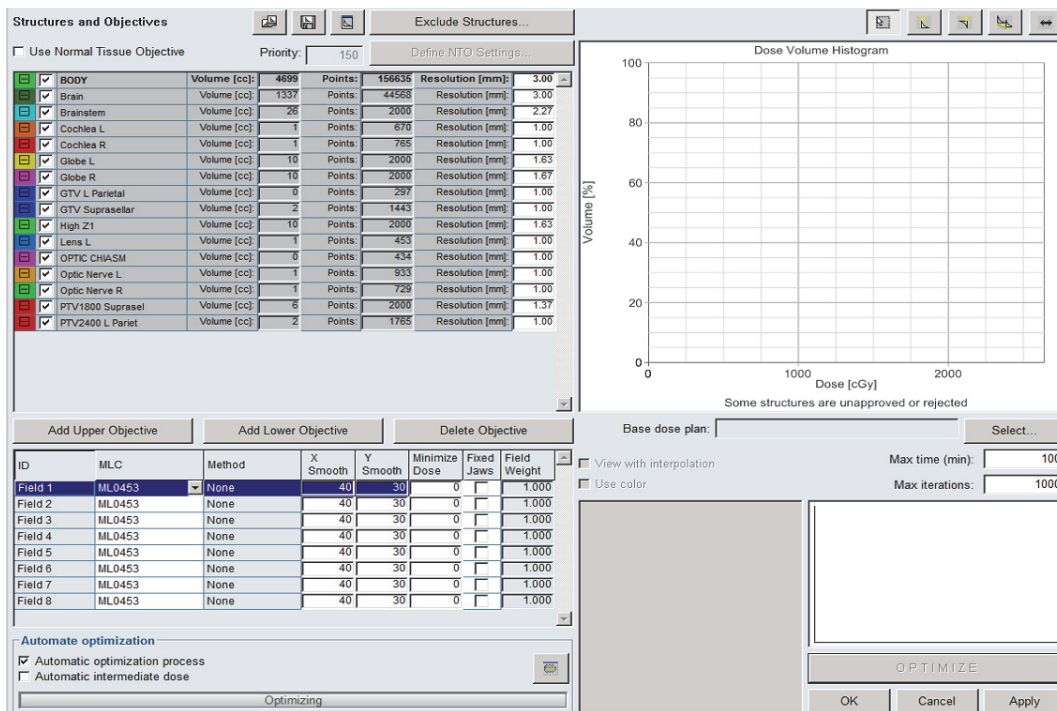 Structures and Objectives
Exclude Structures...
Use Normal Tissue Objective Priority: 150 Define NTO Settings...
BODY Volume [cc]: 4699 Points: 156635 Resolution [mm]: 3.00
Brain Volume [cc]: 1337 Points: 44568 Resolution [mm]: 3.00
Brainstem Volume [cc]: 26 Points: 2000 Resolution [mm]: 2.27
Cochlea L Volume [cc]: 1 Points: 670 Resolution [mm]: 1.00
Cochlea R Volume [cc]: 1 Points: 765 Resolution [mm]: 1.00
Globe L Volume [cc]: 10 Points: 2000 Resolution [mm]: 1.63
Globe R Volume [cc]: 10 Points: 2000 Resolution [mm]: 1.67
GTV L Parietal Volume [cc]: 0 Points: 297 Resolution [mm]: 1.00
GTV Suprasellar Volume [cc]: 2 Points: 1443 Resolution [mm]: 1.00
High Z1 Volume [cc]: 10 Points: 2000 Resolution [mm]: 1.63
Lens L Volume [cc]: 1 Points: 453 Resolution [mm]: 1.00
OPTIC CHIASM Volume [cc]: 0 Points: 434 Resolution [mm]: 1.00
Optic Nerve L Volume [cc]: 1 Points: 933 Resolution [mm]: 1.00
Optic Nerve R Volume [cc]: 1 Points: 729 Resolution [mm]: 1.00
PTV1800 Suprasel Volume [cc]: 6 Points: 2000 Resolution [mm]: 1.37
PTV2400 L Pariet Volume [cc]: 2 Points: 1765 Resolution [mm]: 1.00
Dose Volume Histogram
100
80
60
40
20
0
Volume [%]
0 1000 2000
Dose [cGy]
Some structures are unapproved or rejected
Add Upper Objective Add Lower Objective Delete Objective
Base dose plan: Select...
ID MLC Method X Smooth Y Smooth Minimize Dose Fixed Jaws Field Weight
Field 1 ML0453 None 40 30 0 1.000
Field 2 ML0453 None 40 30 0 1.000
Field 3 ML0453 None 40 30 0 1.000
Field 4 ML0453 None 40 30 0 1.000
Field 5 ML0453 None 40 30 0 1.000
Field 6 ML0453 None 40 30 0 1.000
Field 7 ML0453 None 40 30 0 1.000
Field 8 ML0453 None 40 30 0 1.000
View with interpolation
Use color
Max time (min): 100
Max iterations: 1000
Automate optimization
Automatic optimization process
Automatic intermediate dose
Optimizing
OPTIMIZE
OK Cancel Apply